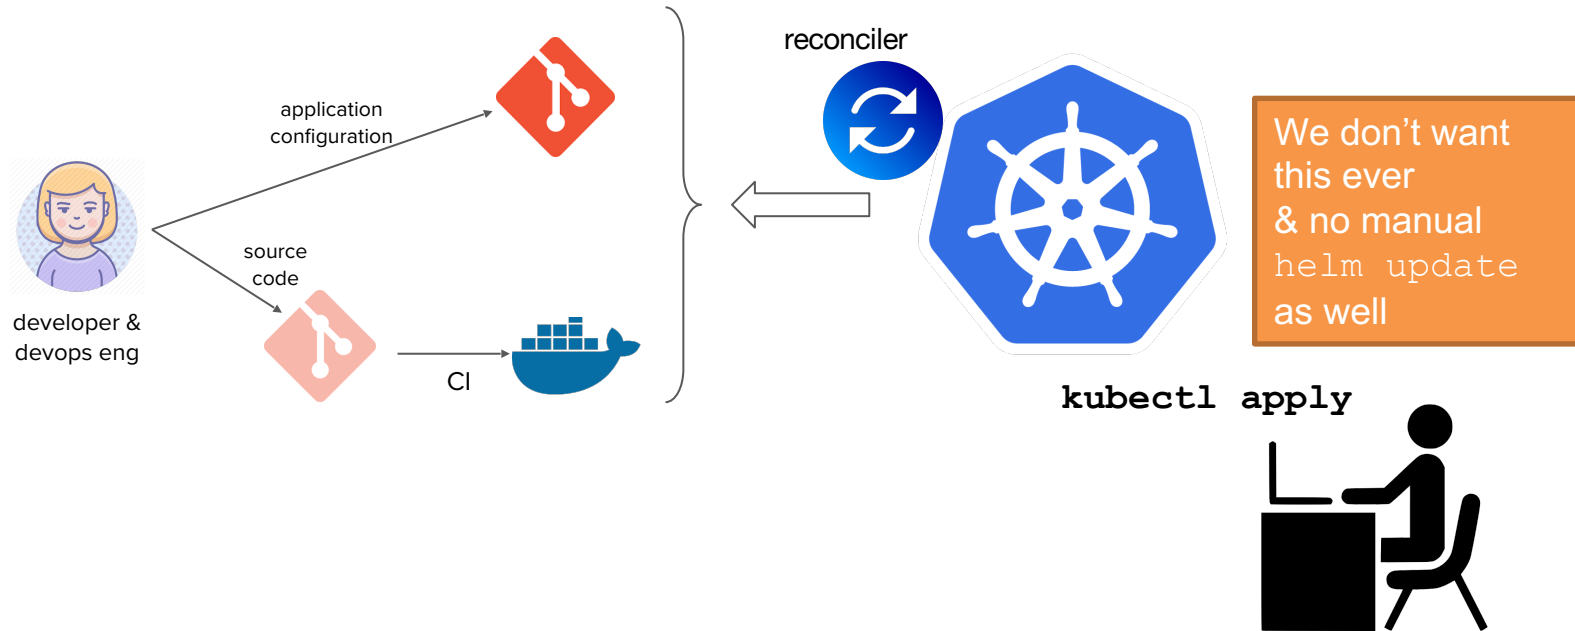 reconciler
application
configuration
source
code
developer &
devops eng
CI
We don’t want
this ever
& no manual
helm update
as well
kubectl apply